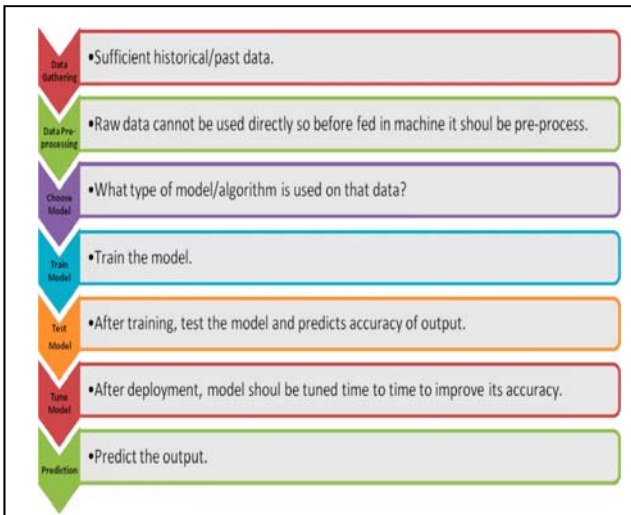 Data
Gathering
•Sufficient historical/past data.
Data Pre-
processing
•Raw data cannot be used directly so before fed in machine it shoul be pre-process.
Choose
Model
•What type of model/algorithm is used on that data?
Train
Model
•Train the model.
Test
Model
•After training, test the model and predicts accuracy of output.
Tune
Model
•After deployment, model shoul be tuned time to time to improve its accuracy.
Prediction
•Predict the output.